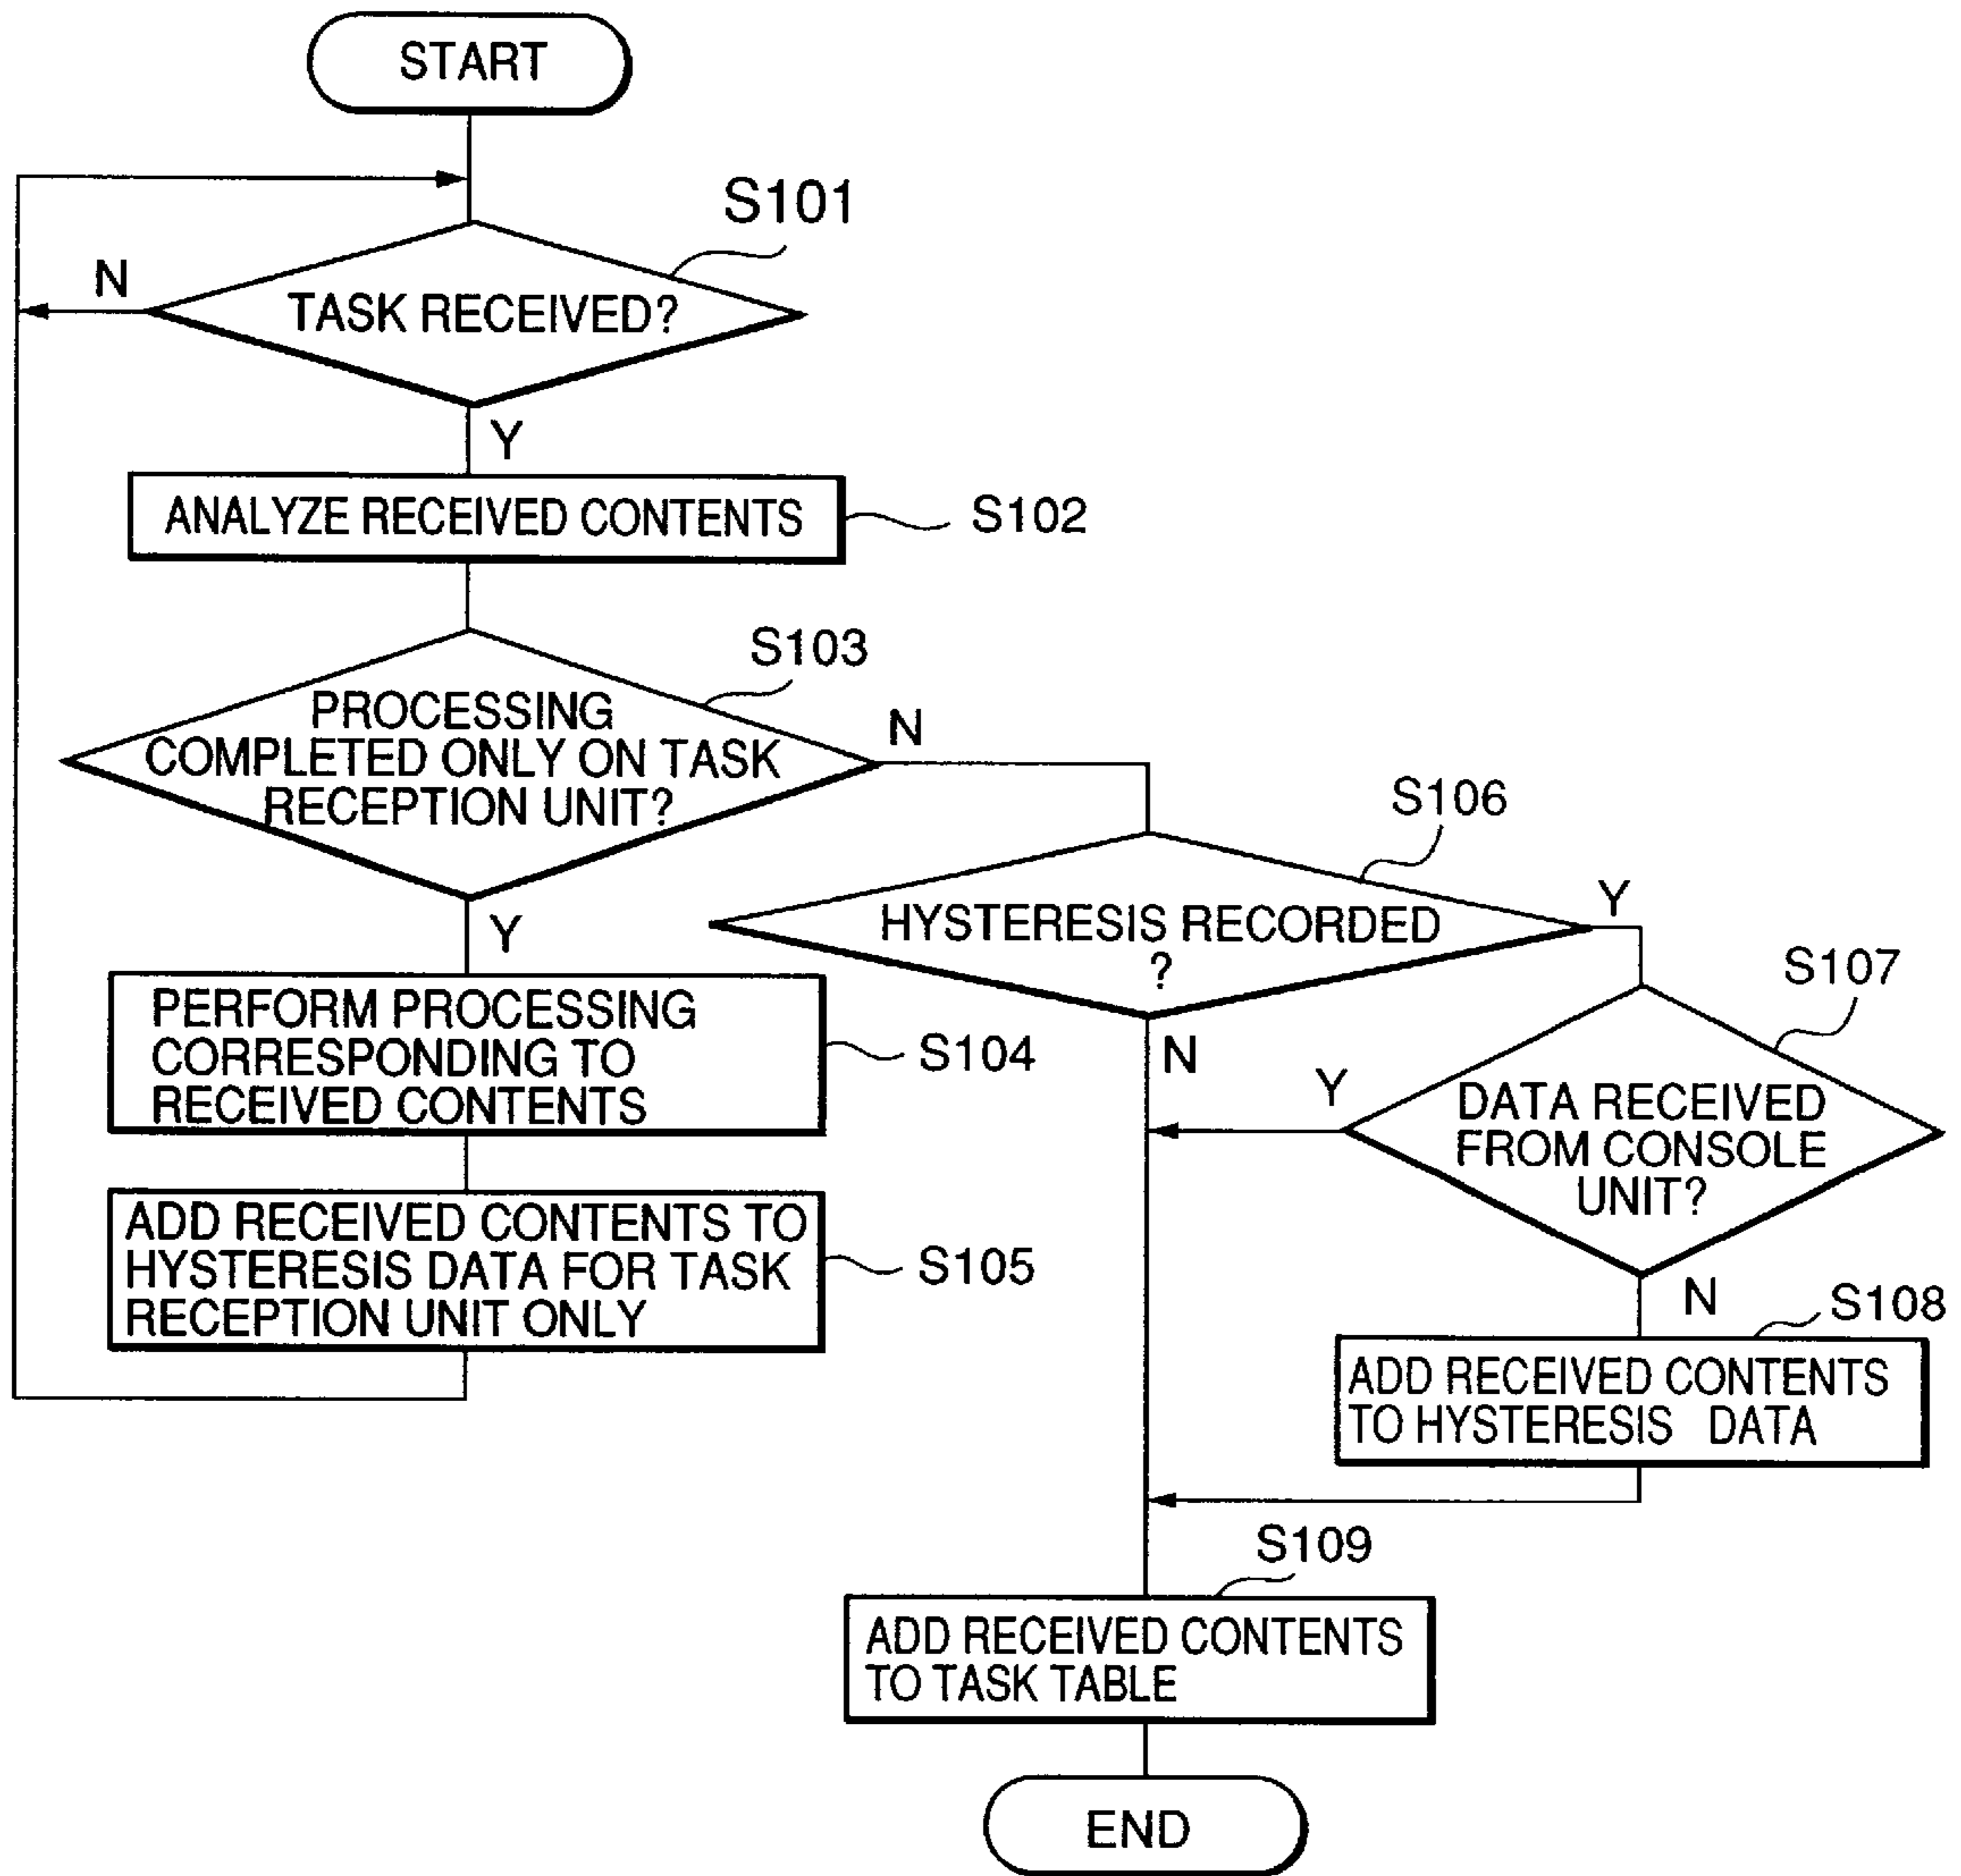 START
S101
N
TASK RECEIVED?
Y
ANALYZE RECEIVED CONTENTS
S102
S103
PROCESSING
COMPLETED ONLY ON TASK
RECEPTION UNIT?
N
Y
S106
HYSTERESIS RECORDED
?
Y
N
S107
DATA RECEIVED
FROM CONSOLE
UNIT?
Y
N
PERFORM PROCESSING
CORRESPONDING TO
RECEIVED CONTENTS
S104
ADD RECEIVED CONTENTS TO
HYSTERESIS DATA FOR TASK
RECEPTION UNIT ONLY
S105
S108
ADD RECEIVED CONTENTS
TO HYSTERESIS DATA
S109
ADD RECEIVED CONTENTS
TO TASK TABLE
END